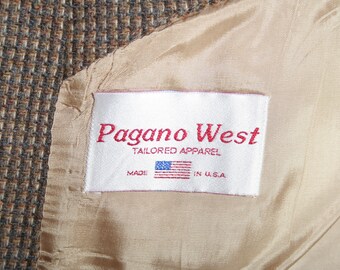 Pagano West
TAILORED APPAREL
MADE IN U.S.A.